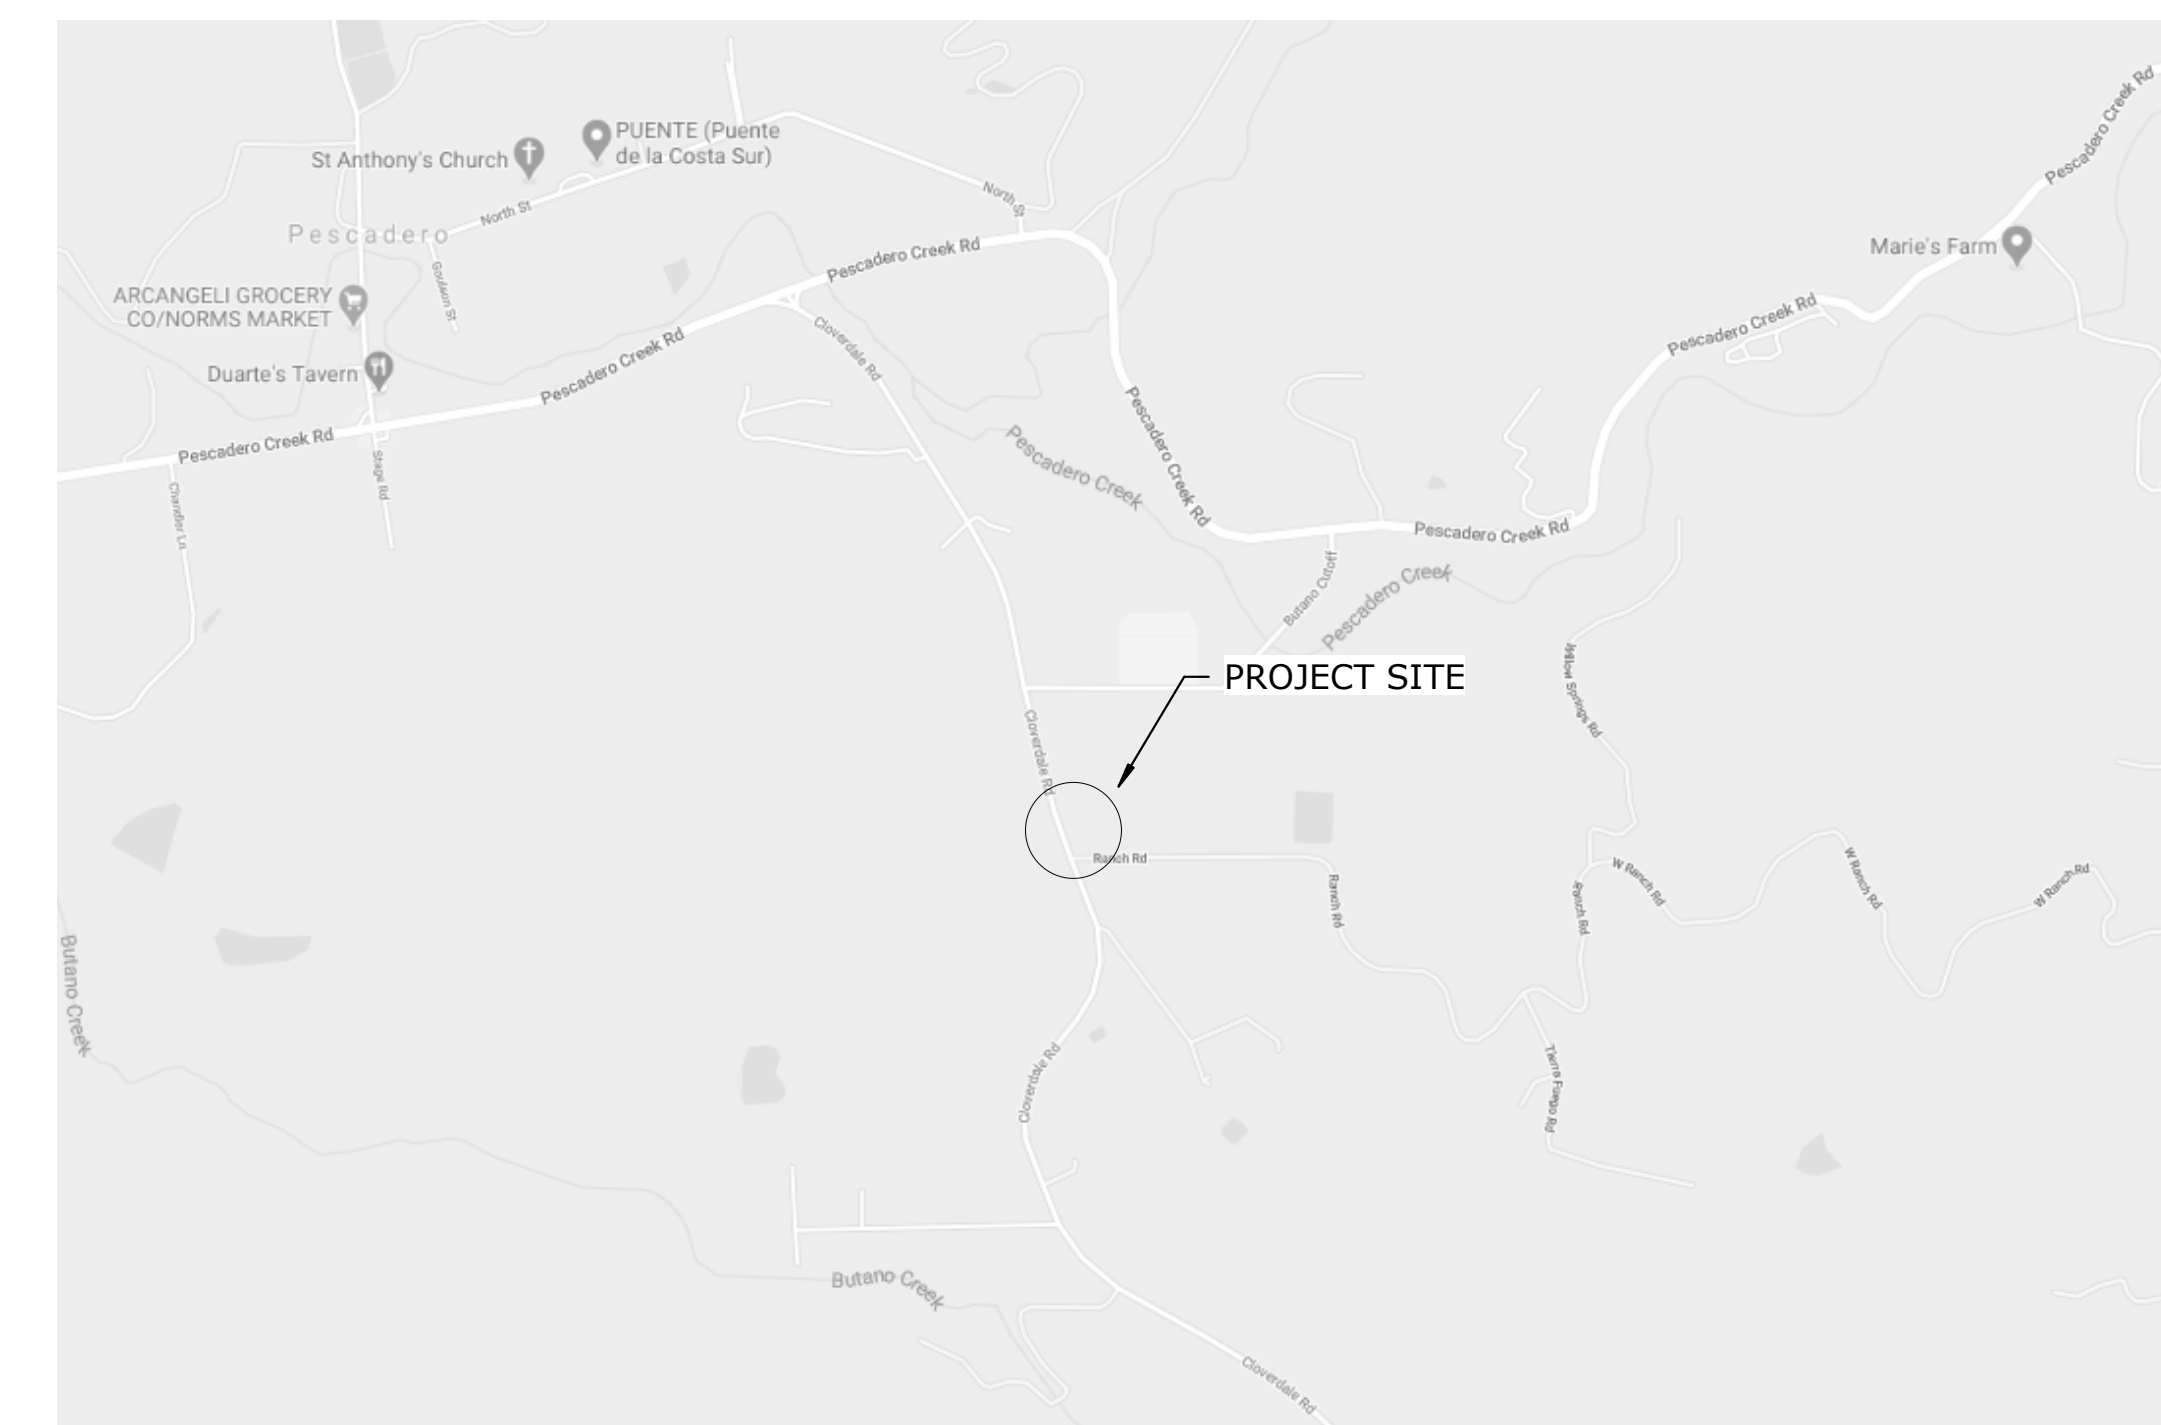 Pescadero Creek Rd
PUENTE (Puente
de la Costa Sur)
St Anthony's Church
Pescadero Creek Rd
North St
North St
Pescadero
Pescadero Creek Rd
Marie's Farm
Goulson St
ARCANGELI GROCERY
CO/NORMS MARKET
Pescadero Creek Rd
Cloverdale Rd
Pescadero Creek Rd
Duarte's Tavern
Pescadero Creek Rd
Pescadero Creek Rd
Pescadero Creek
Stage Rd
Chandler Ln
Pescadero Creek Rd
Butano Cutoff
Pescadero Creek
PROJECT SITE
Willow Springs Rd
Cloverdale Rd
Ranch Rd
Ranch Rd
Ranch Rd
W Ranch Rd
W Ranch Rd
W Ranch Rd
Butano Creek
Cloverdale Rd
Tierra Fuego Rd
Butano Creek
Cloverdale Rd